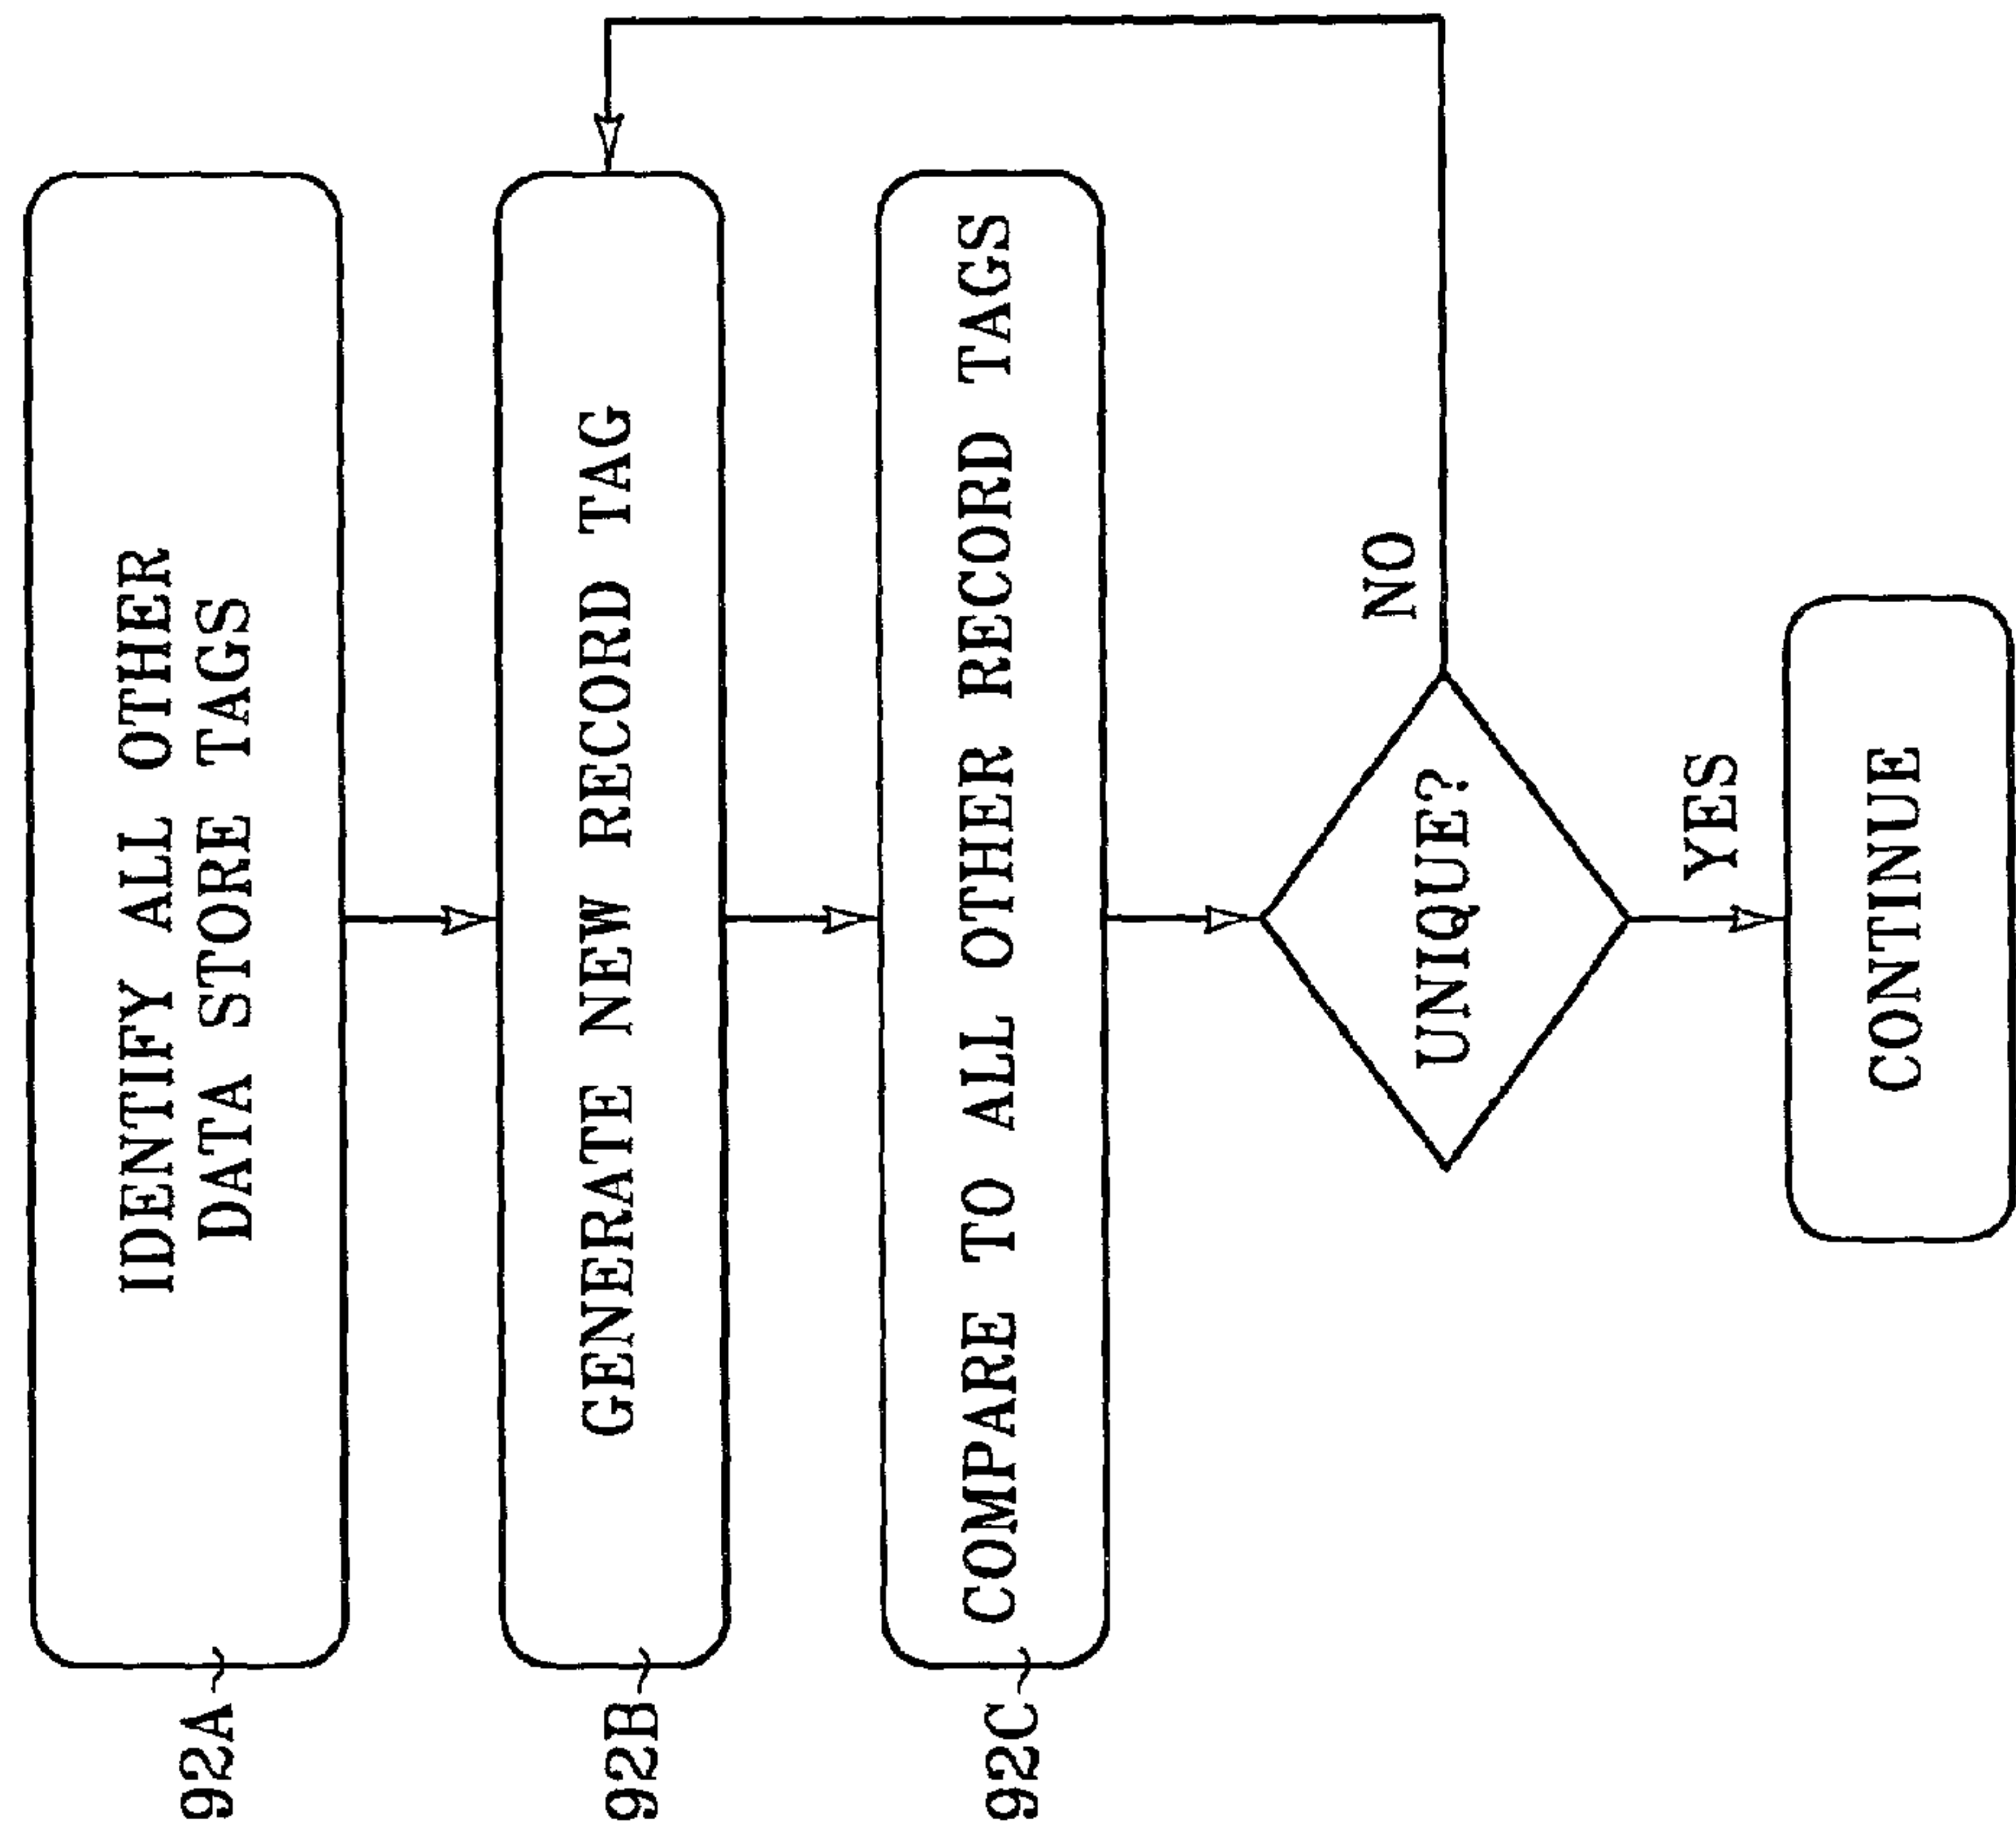 92A
IDENTIFY ALL OTHER
DATA STORE TAGS
92B
GENERATE NEW RECORD TAG
92C
COMPARE TO ALL OTHER RECORD TAGS
UNIQUE?
NO
YES
CONTINUE